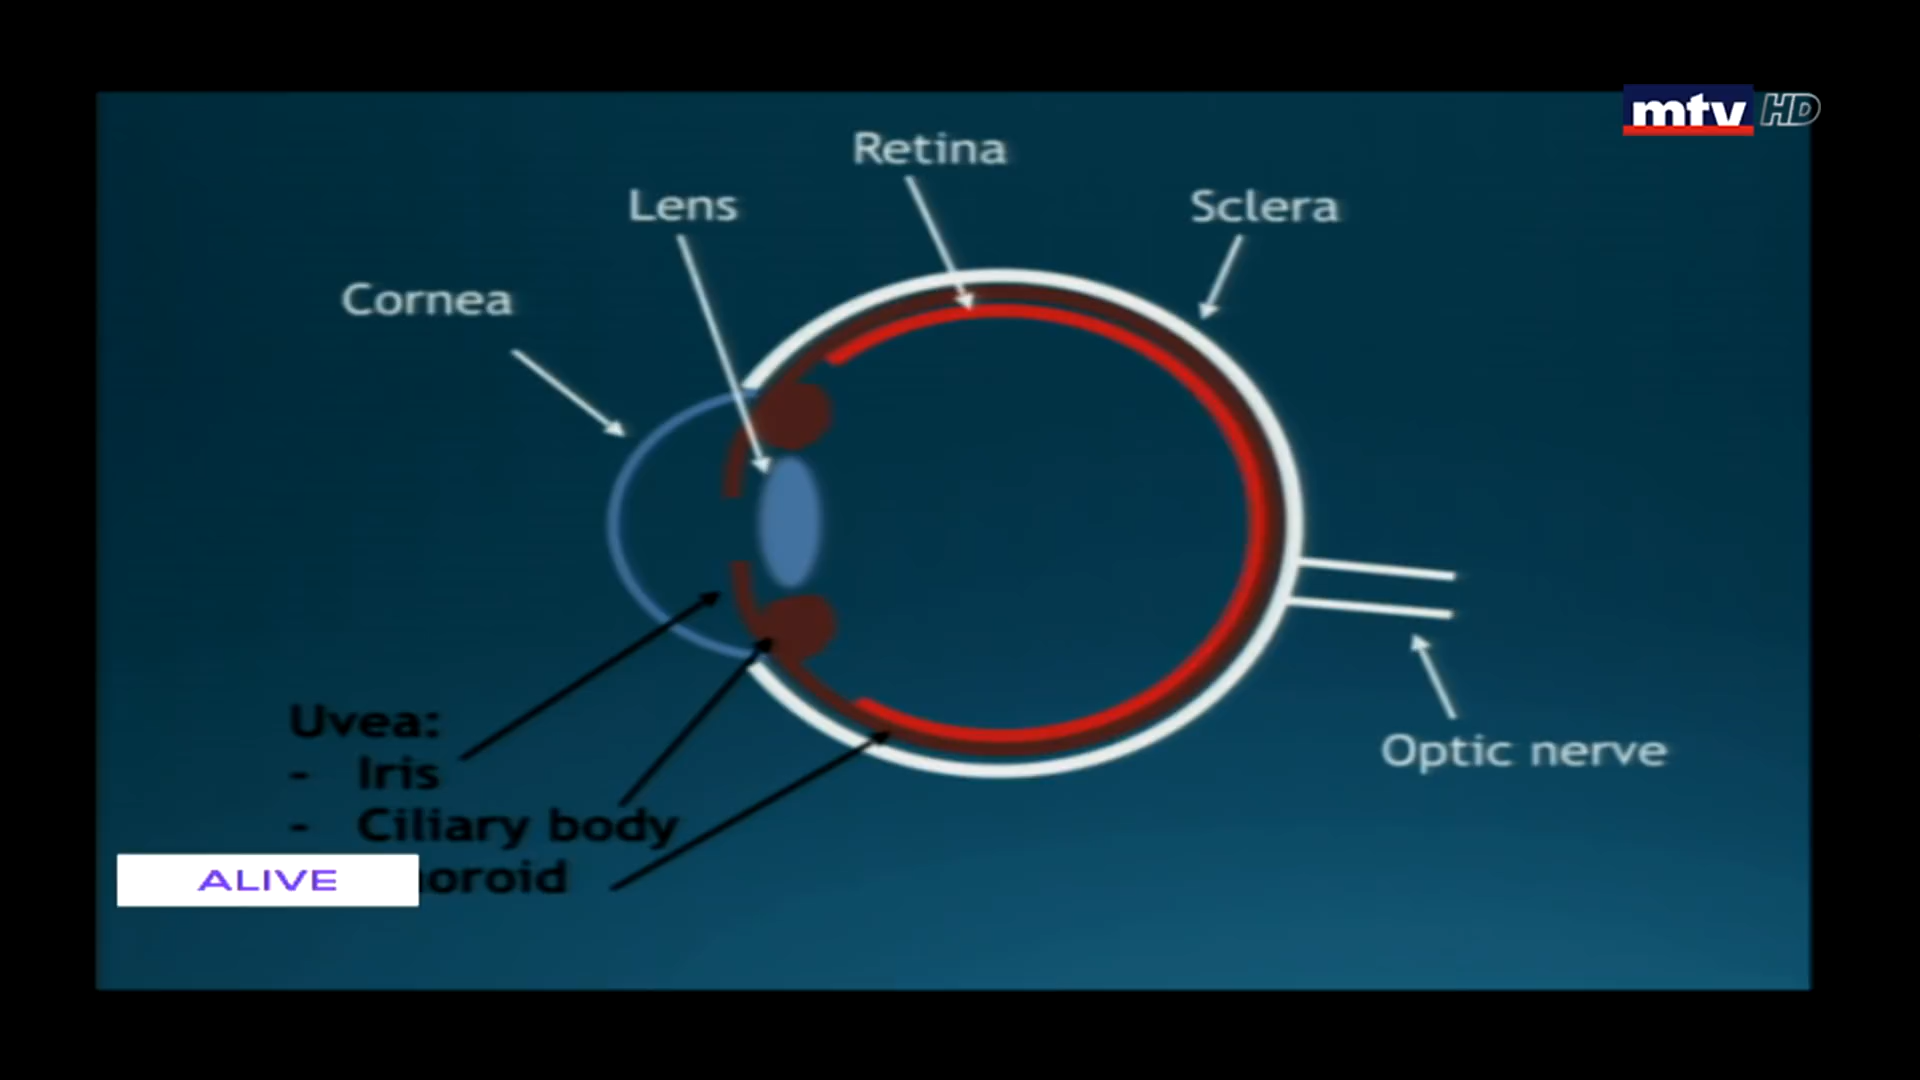 mtv HD
Retina
Lens
Sclera
Cornea
Uvea:
- Iris
- Ciliary body
Optic nerve
ALIVE